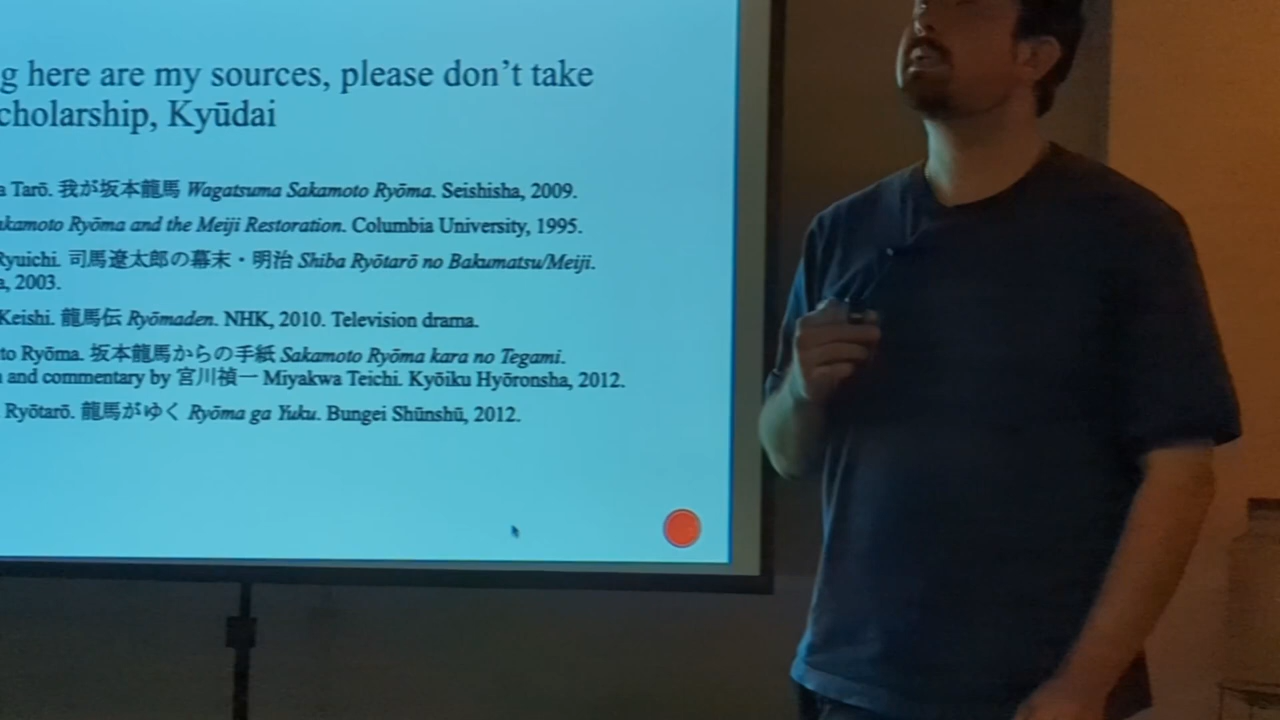 g here are my sources, please don't take
cholarship, Kyūdai
a Tarō. 我が坂本龍馬 Wagatsuma Sakamoto Ryōma. Seishisha, 2009.
akamoto Ryōma and the Meiji Restoration. Columbia University, 1995.
Ryuichi. 司馬遼太郎の幕末・明治 Shiba Ryōtarō no Bakumatsu/Meiji.
a, 2003.
Keishi. 龍馬伝 Ryōmaden. NHK, 2010. Television drama.
to Ryōma. 坂本龍馬からの手紙 Sakamoto Ryōma kara no Tegami.
n and commentary by 宮川禎一 Miyakwa Teichi. Kyōiku Hyōronsha, 2012.
Ryōtarō. 龍馬がゆく Ryōma ga Yuku. Bungei Shūnshū, 2012.